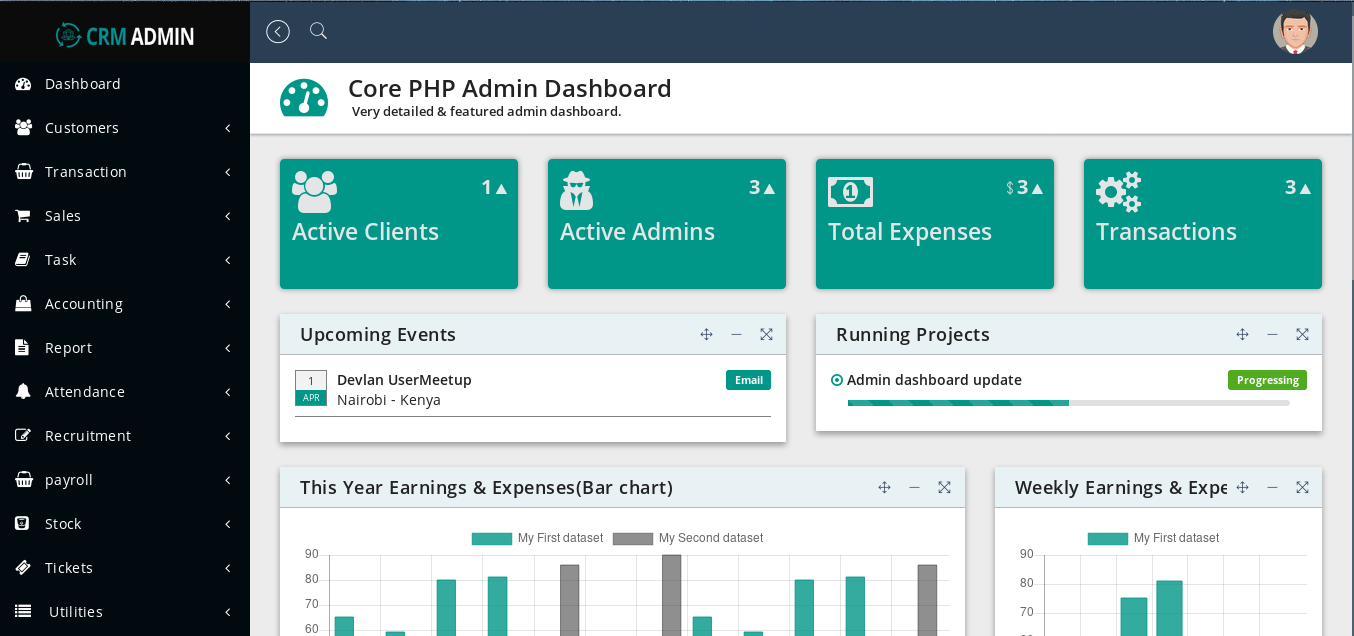 CRM ADMIN
Dashboard
Customers
Transaction
Sales
Task
Accounting
Report
Attendance
Recruitment
payroll
Stock
Tickets
Utilities
Core PHP Admin Dashboard
Very detailed & featured admin dashboard.
1
Active Clients
3
Active Admins
$ 3
Total Expenses
3
Transactions
Upcoming Events
1
APR
Devlan UserMeetup
Nairobi - Kenya
Email
Running Projects
Admin dashboard update
Progressing
This Year Earnings & Expenses(Bar chart)
My First dataset My Second dataset
90
80
70
60
Weekly Earnings & Expe
My First dataset
90
80
70